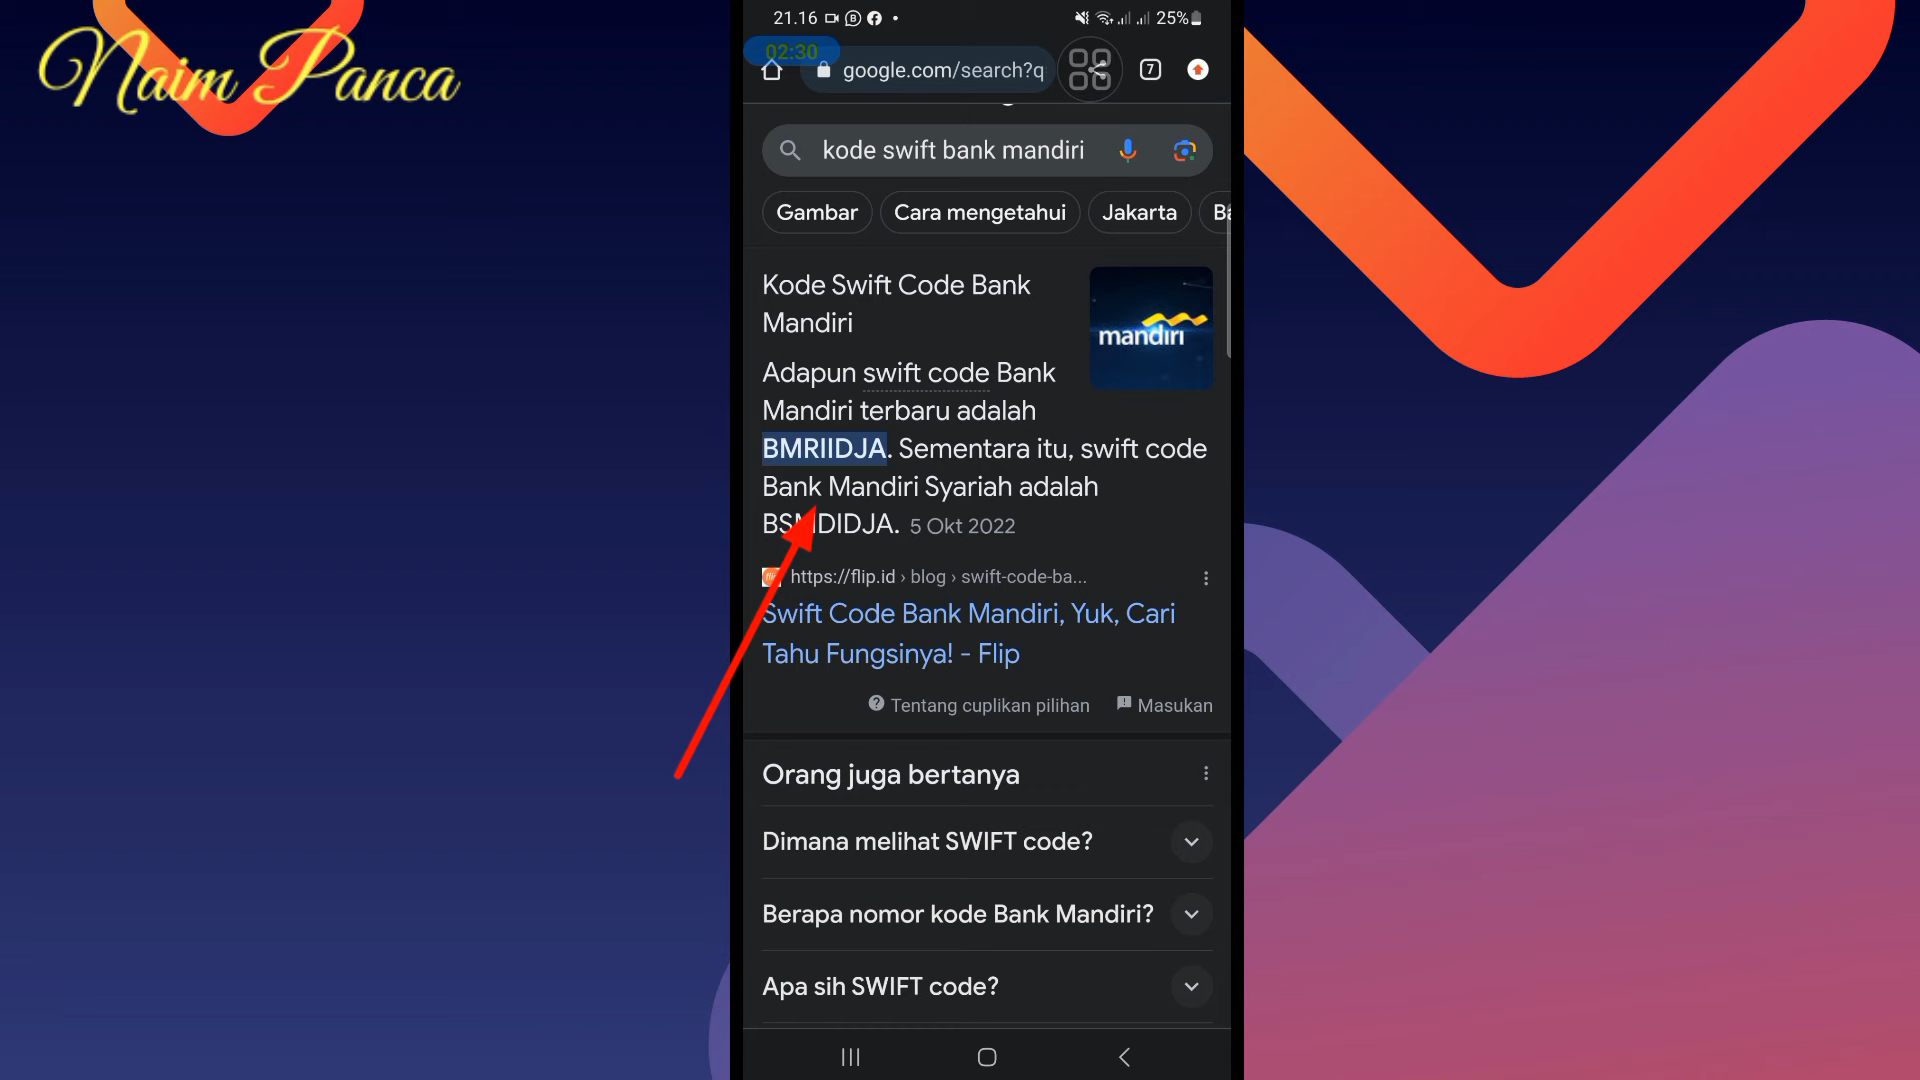 Naim Panca
21.16
25%
02:30
google.com/search?q
7
kode swift bank mandiri
Gambar
Cara mengetahui
Jakarta
Kode Swift Code Bank
Mandiri
mandiri
Adapun swift code Bank
Mandiri terbaru adalah
BMRIIDJA. Sementara itu, swift code
Bank Mandiri Syariah adalah
BSMDIDJA. 5 Okt 2022
https://flip.id › blog › swift-code-ba...
Swift Code Bank Mandiri, Yuk, Cari
Tahu Fungsinya! - Flip
Tentang cuplikan pilihan
Masukan
Orang juga bertanya
Dimana melihat SWIFT code?
Berapa nomor kode Bank Mandiri?
Apa sih SWIFT code?